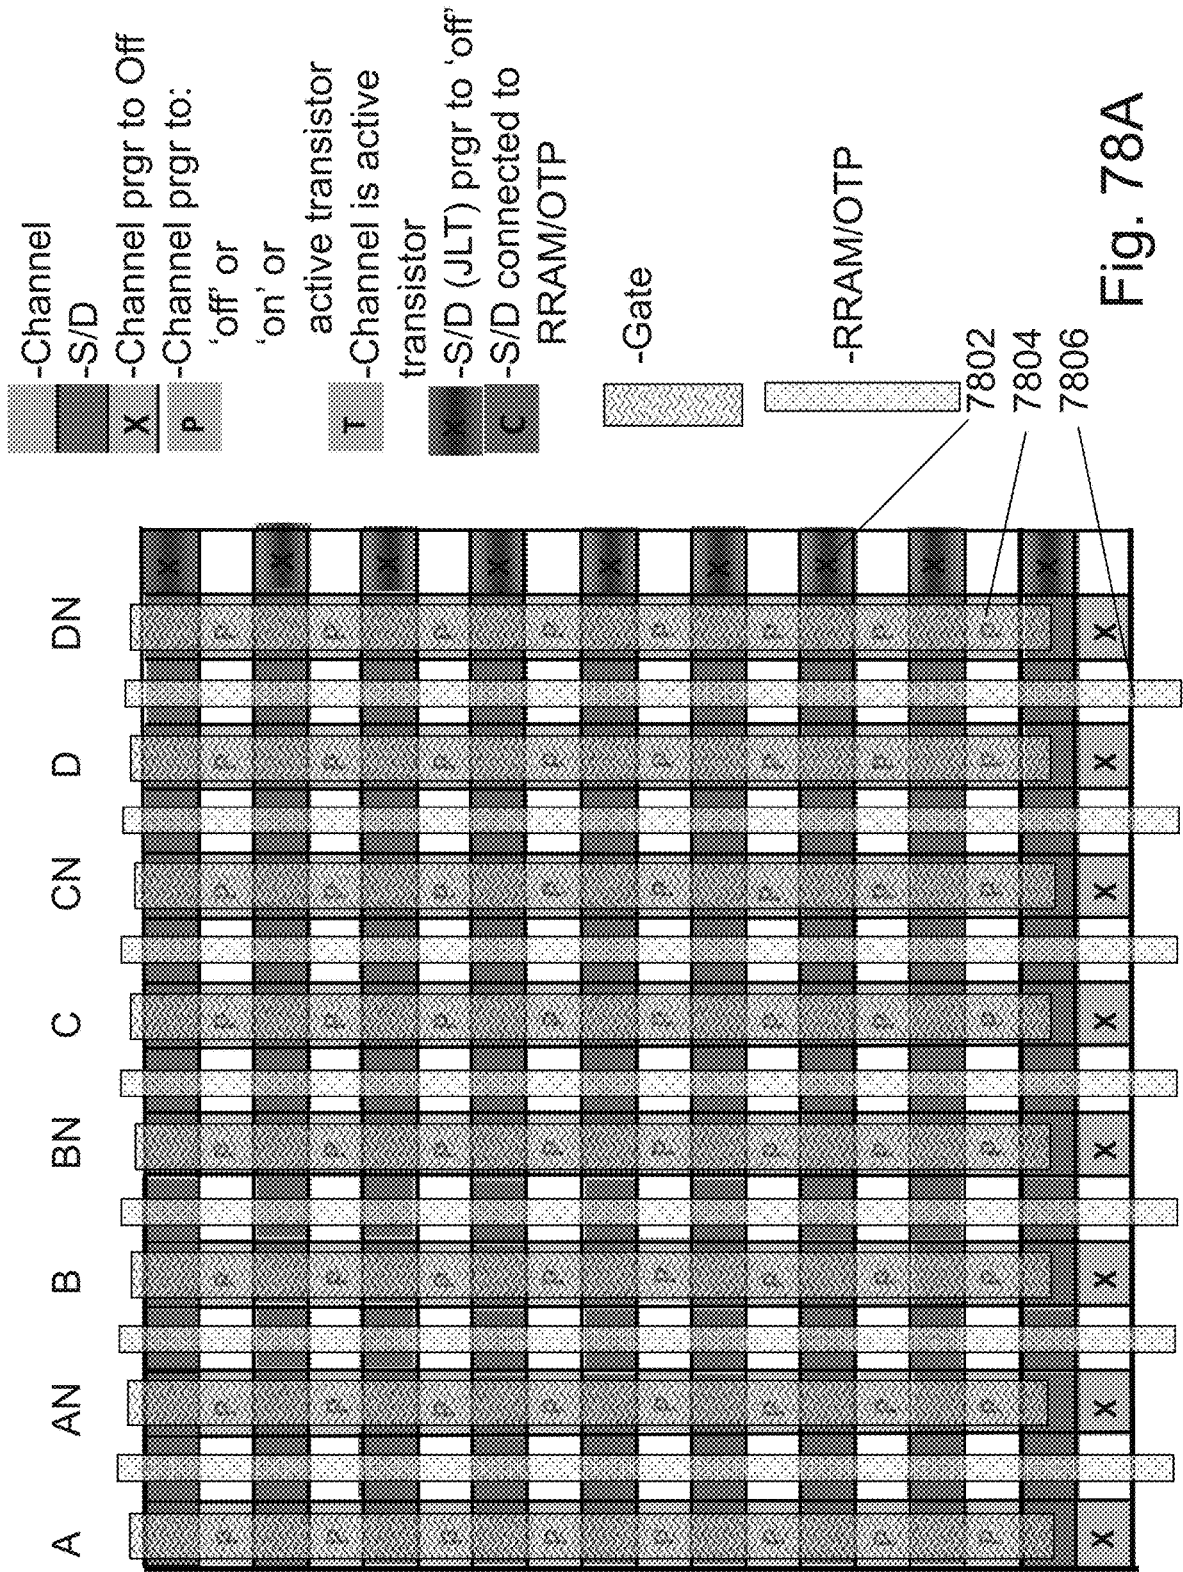 A AN B BN C CN D DN
X
P P P P P P P P
X
P P P P P P P P
X
P P P P P P P P
X
P P P P P P P P
X
P P P P P P P P
X
P P P P P P P
X
P P P P P P P P
X
P P P P P P P P
X
X X X X X X X X
-Channel
-S/D
X -Channel prgr to Off
P -Channel prgr to:
'off' or
'on' or
active transistor
T -Channel is active
transistor
X -S/D (JLT) prgr to 'off'
C -S/D connected to
RRAM/OTP
-Gate
-RRAM/OTP
7802
7804
7806
Fig. 78A